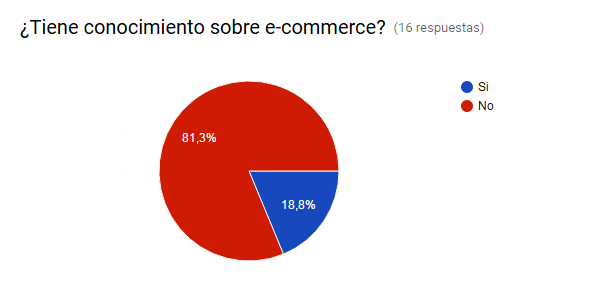 ¿Tiene conocimiento sobre e-commerce? (16 respuestas)
Si
No
81,3%
18,8%